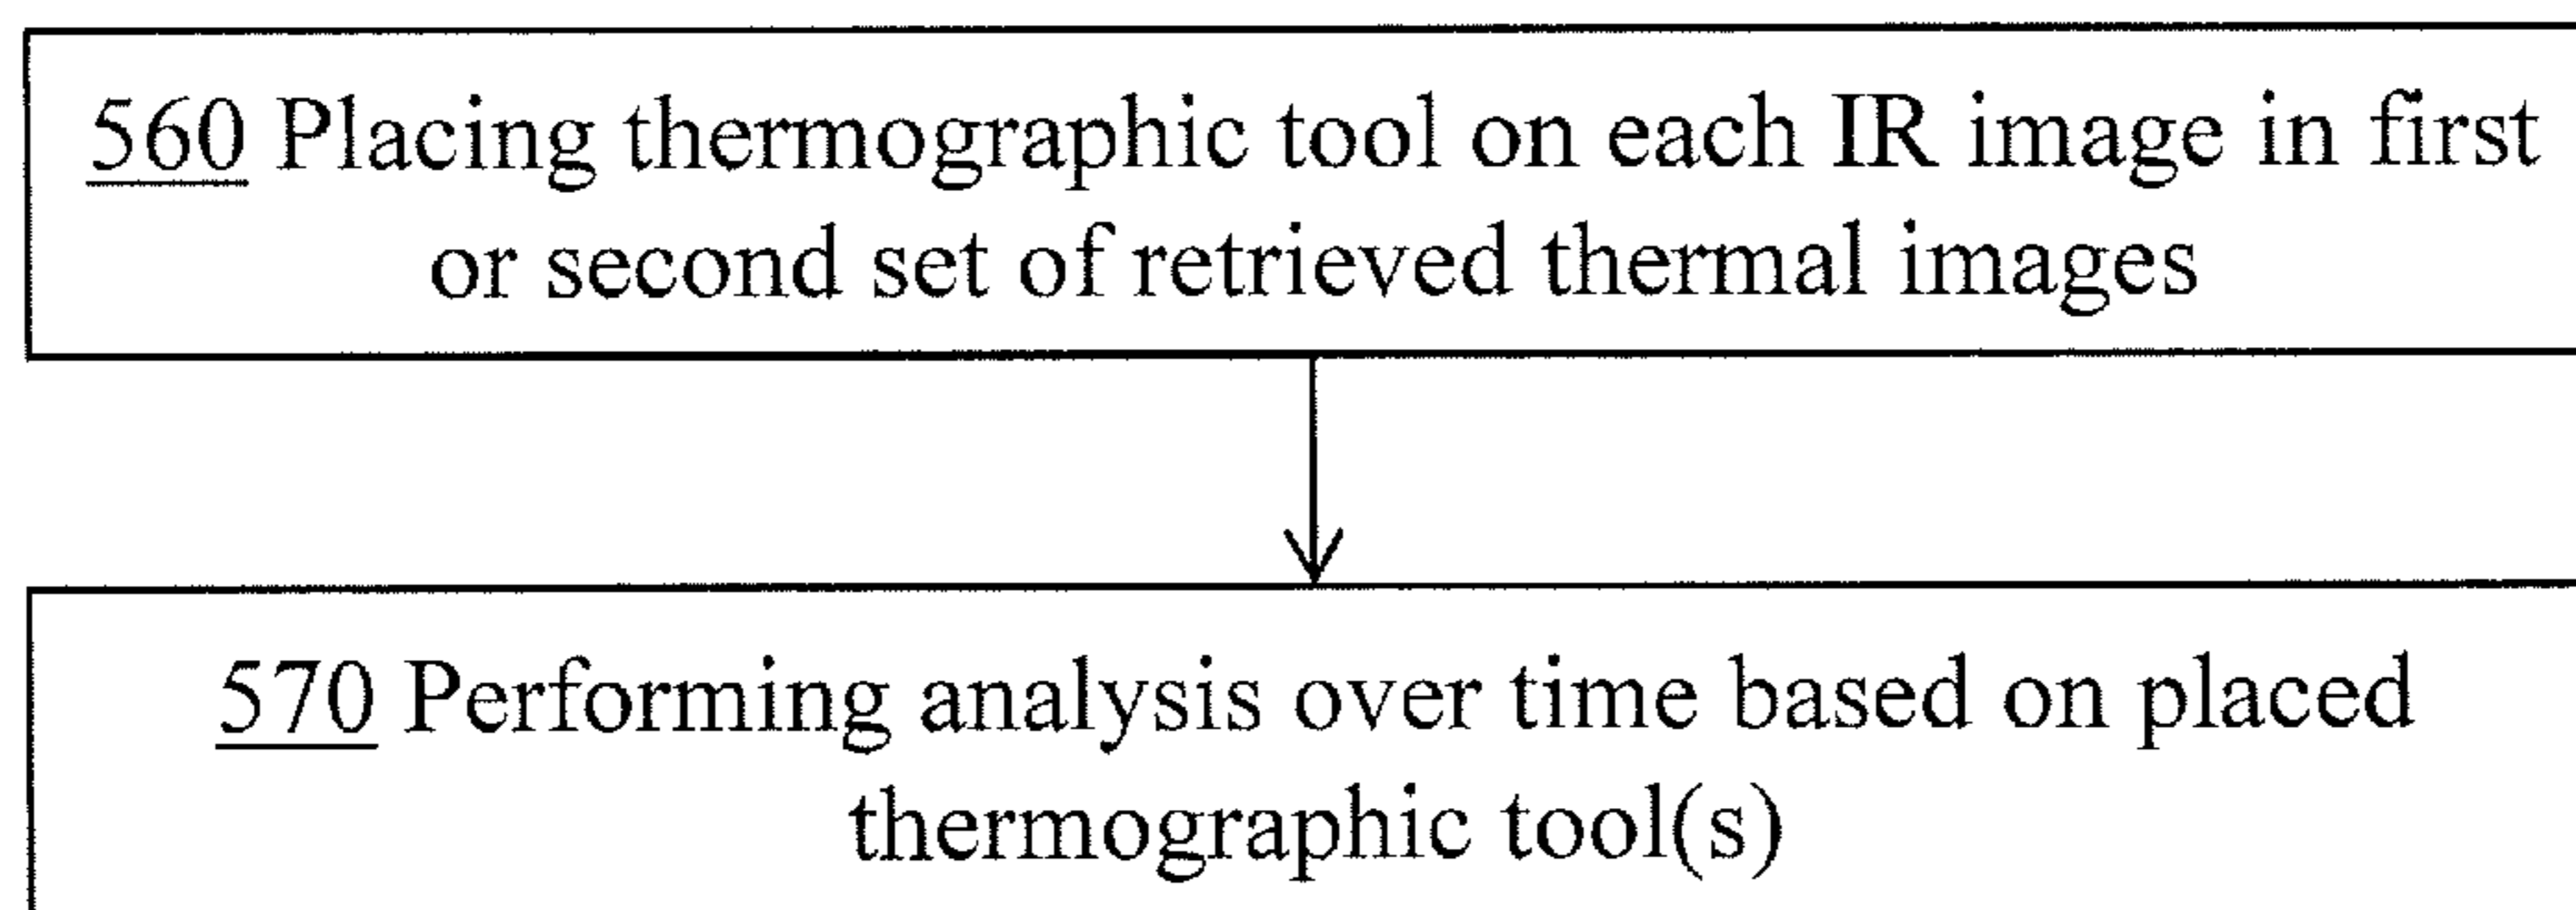 560 Placing thermographic tool on each IR image in first
or second set of retrieved thermal images
570 Performing analysis over time based on placed
thermographic tool(s)